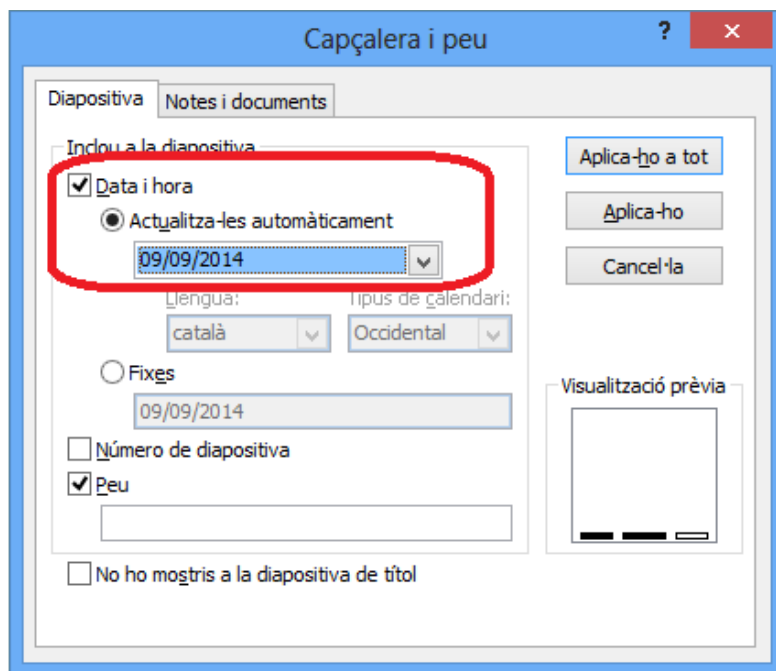 Capçalera i peu
?
Diapositiva
Notes i documents
Inclou a la diapositiva
Aplica-ho a tot
Data i hora
Aplica-ho
Actualitza-les automàticament
09/09/2014
Cancel·la
Llengua:
Tipus de calendari:
català
Occidental
Fixes
Visualització prèvia
09/09/2014
Número de diapositiva
Peu
No ho mostris a la diapositiva de títol